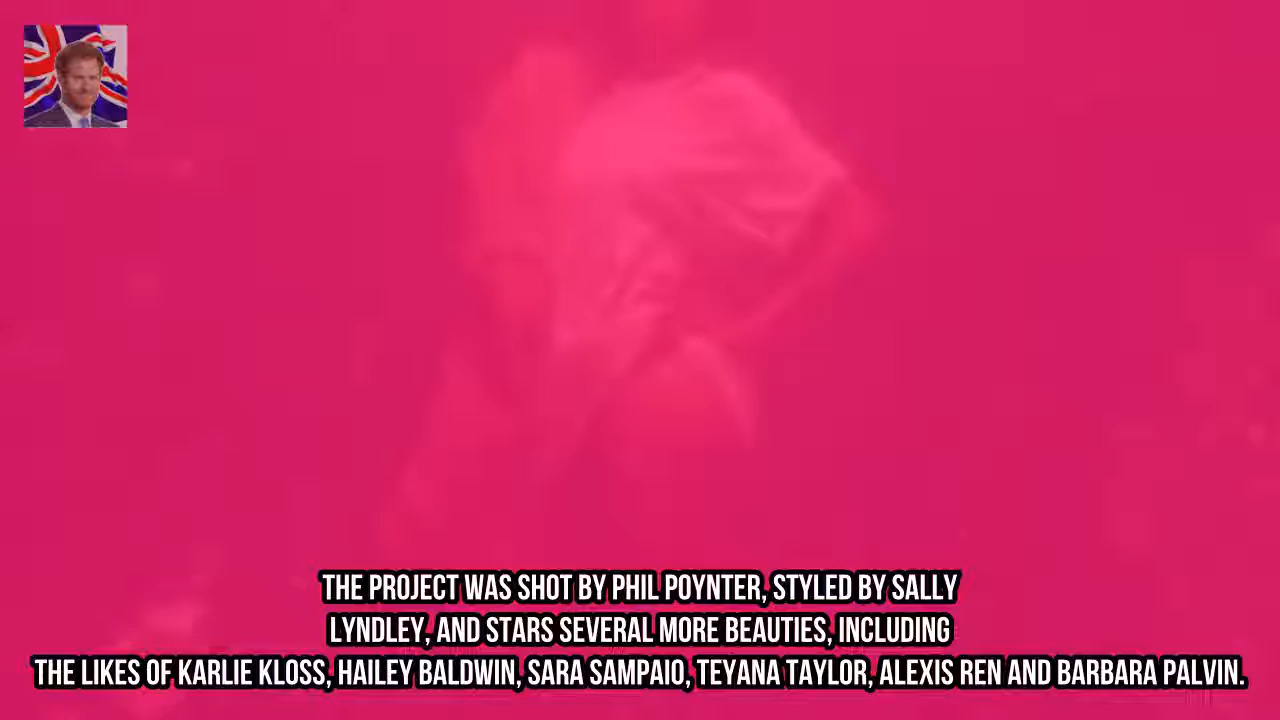 THE PROJECT WAS SHOT BY PHIL POYNTER, STYLED BY SALLY
LYNDLEY, AND STARS SEVERAL MORE BEAUTIES, INCLUDING
THE LIKES OF KARLIE KLOSS, HAILEY BALDWIN, SARA SAMPAIO, TEYANA TAYLOR, ALEXIS REN AND BARBARA PALVIN.